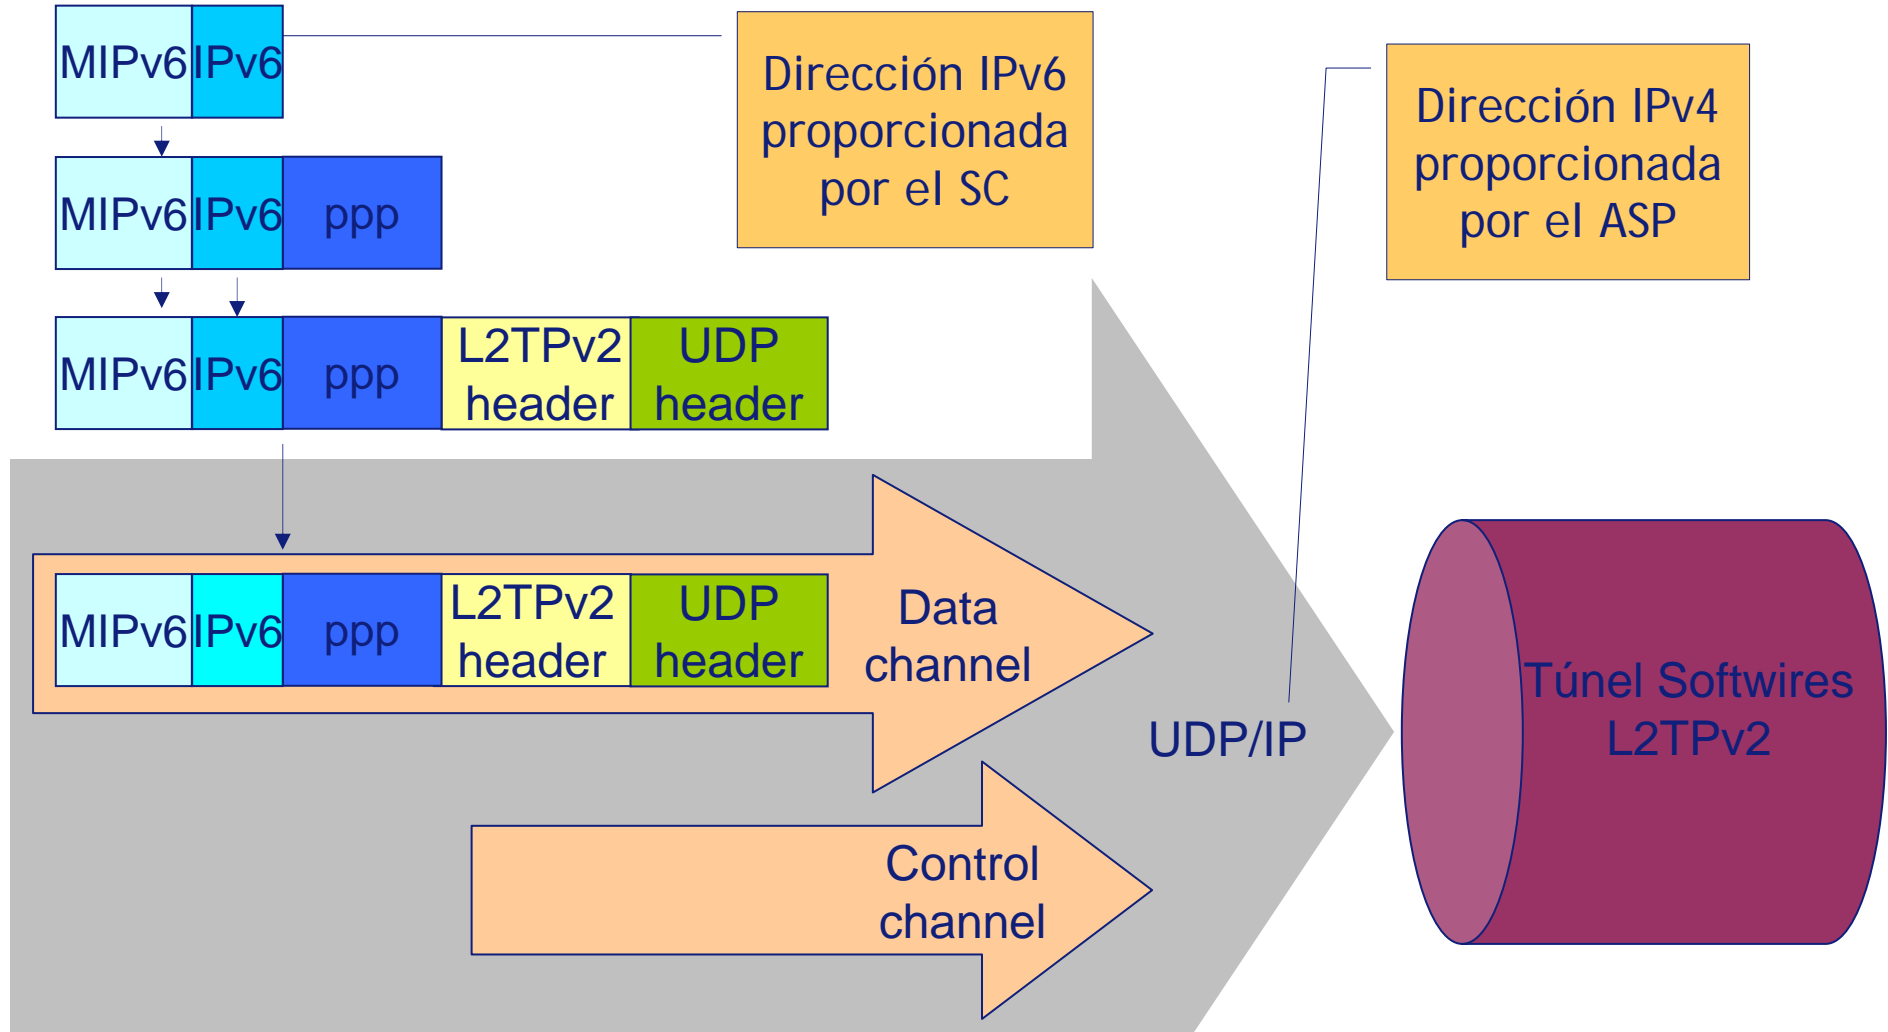 MIPv6 IPv6
Dirección IPv6
proporcionada
por el SC
Dirección IPv4
proporcionada
por el ASP
MIPv6 IPv6 ppp
MIPv6 IPv6 ppp
L2TPv2
header
UDP
header
MIPv6 IPv6 ppp
L2TPv2
header
UDP
header
Data
channel
UDP/IP
Túnel Softwires
L2TPv2
Control
channel